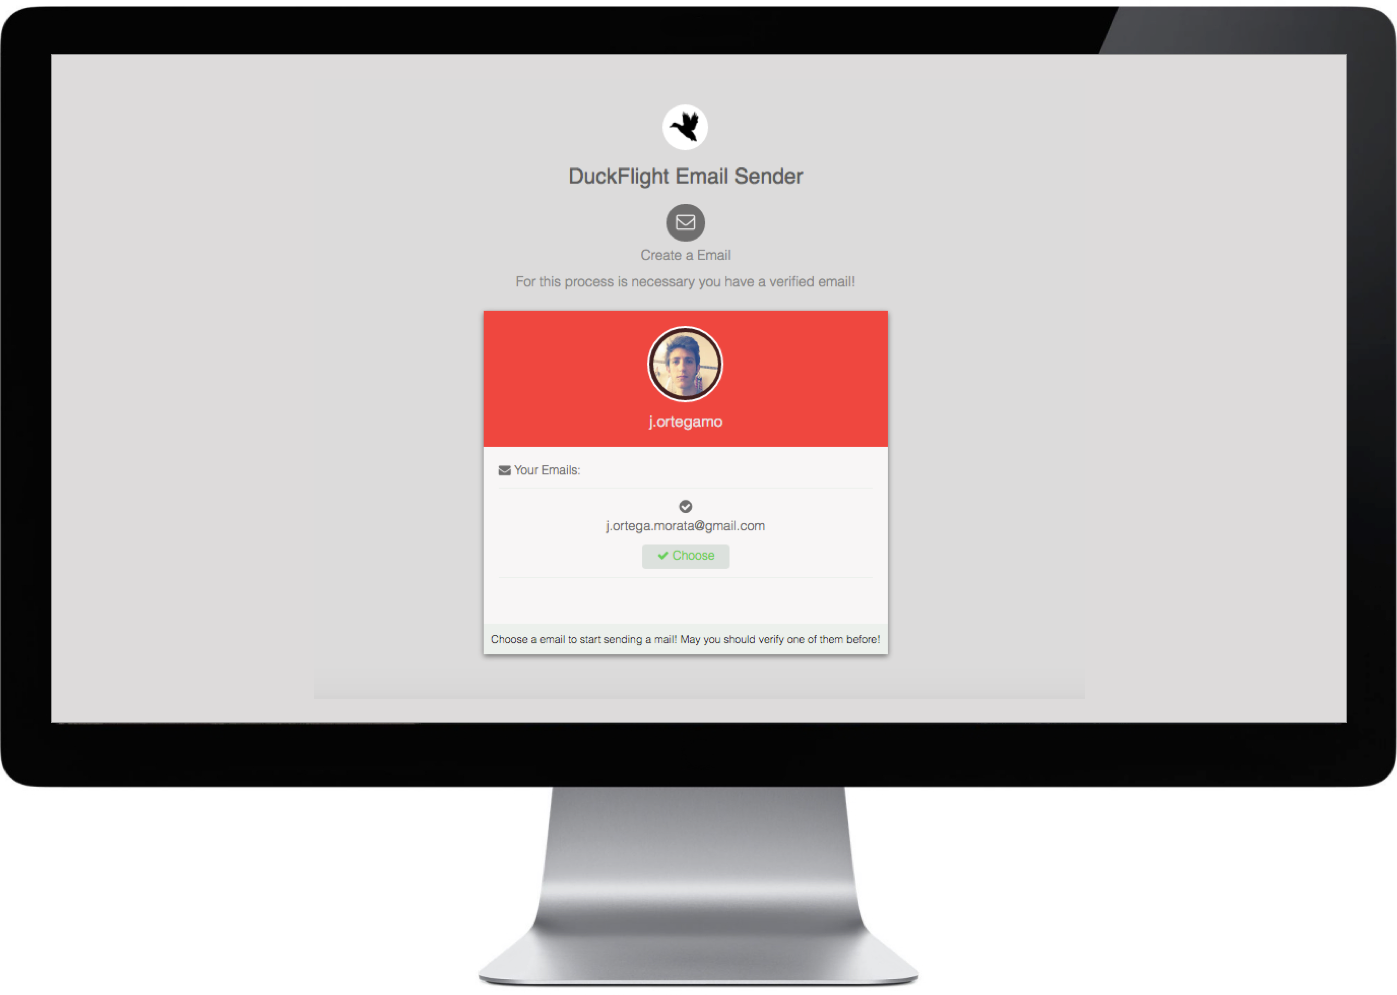 DuckFlight Email Sender
Create a Email
For this process is necessary you have a verified email!
j.ortegamo
Your Emails:
j.ortega.morata@gmail.com
Choose
Choose a email to start sending a mail! May you should verify one of them before!